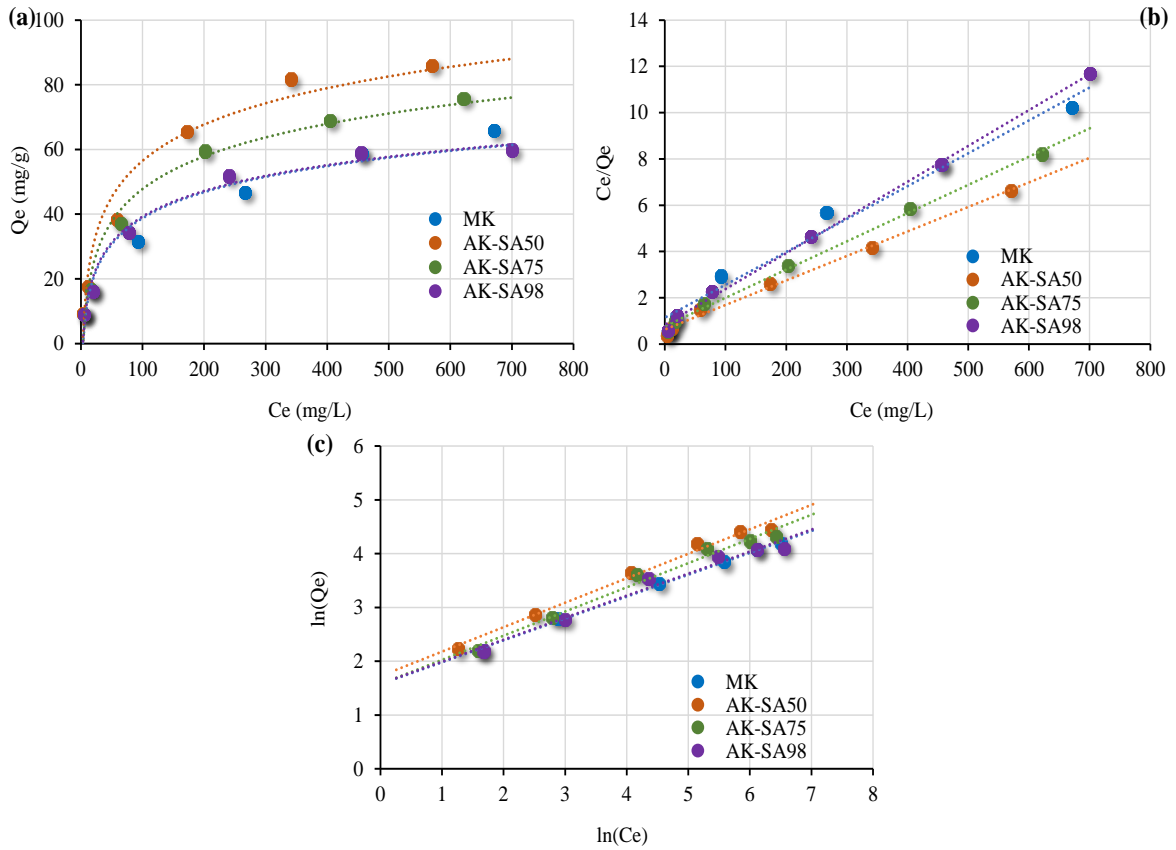 (a)
100
80
60
40
20
0
Qe (mg/g)
0 100 200 300 400 500 600 700 800
Ce (mg/L)
MK
AK-SA50
AK-SA75
AK-SA98
(b)
14
12
10
8
6
4
2
0
Ce/Qe
0 100 200 300 400 500 600 700 800
Ce (mg/L)
MK
AK-SA50
AK-SA75
AK-SA98
(c)
6
5
4
3
2
1
0
ln(Qe)
0 1 2 3 4 5 6 7 8
ln(Ce)
MK
AK-SA50
AK-SA75
AK-SA98